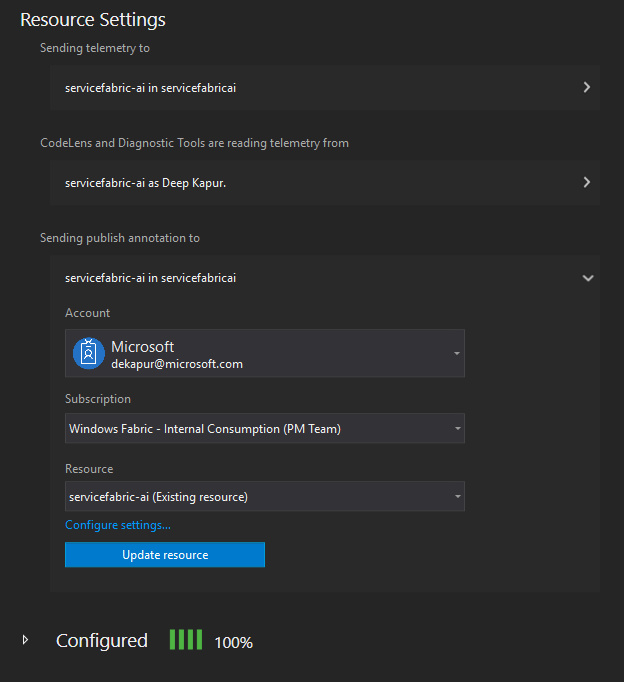 Resource Settings
Sending telemetry to
servicefabric-ai in servicefabricai
CodeLens and Diagnostic Tools are reading telemetry from
servicefabric-ai as Deep Kapur.
Sending publish annotation to
servicefabric-ai in servicefabricai
Account
Microsoft
dekapur@microsoft.com
Subscription
Windows Fabric - Internal Consumption (PM Team)
Resource
servicefabric-ai (Existing resource)
Configure settings...
Update resource
Configured 100%